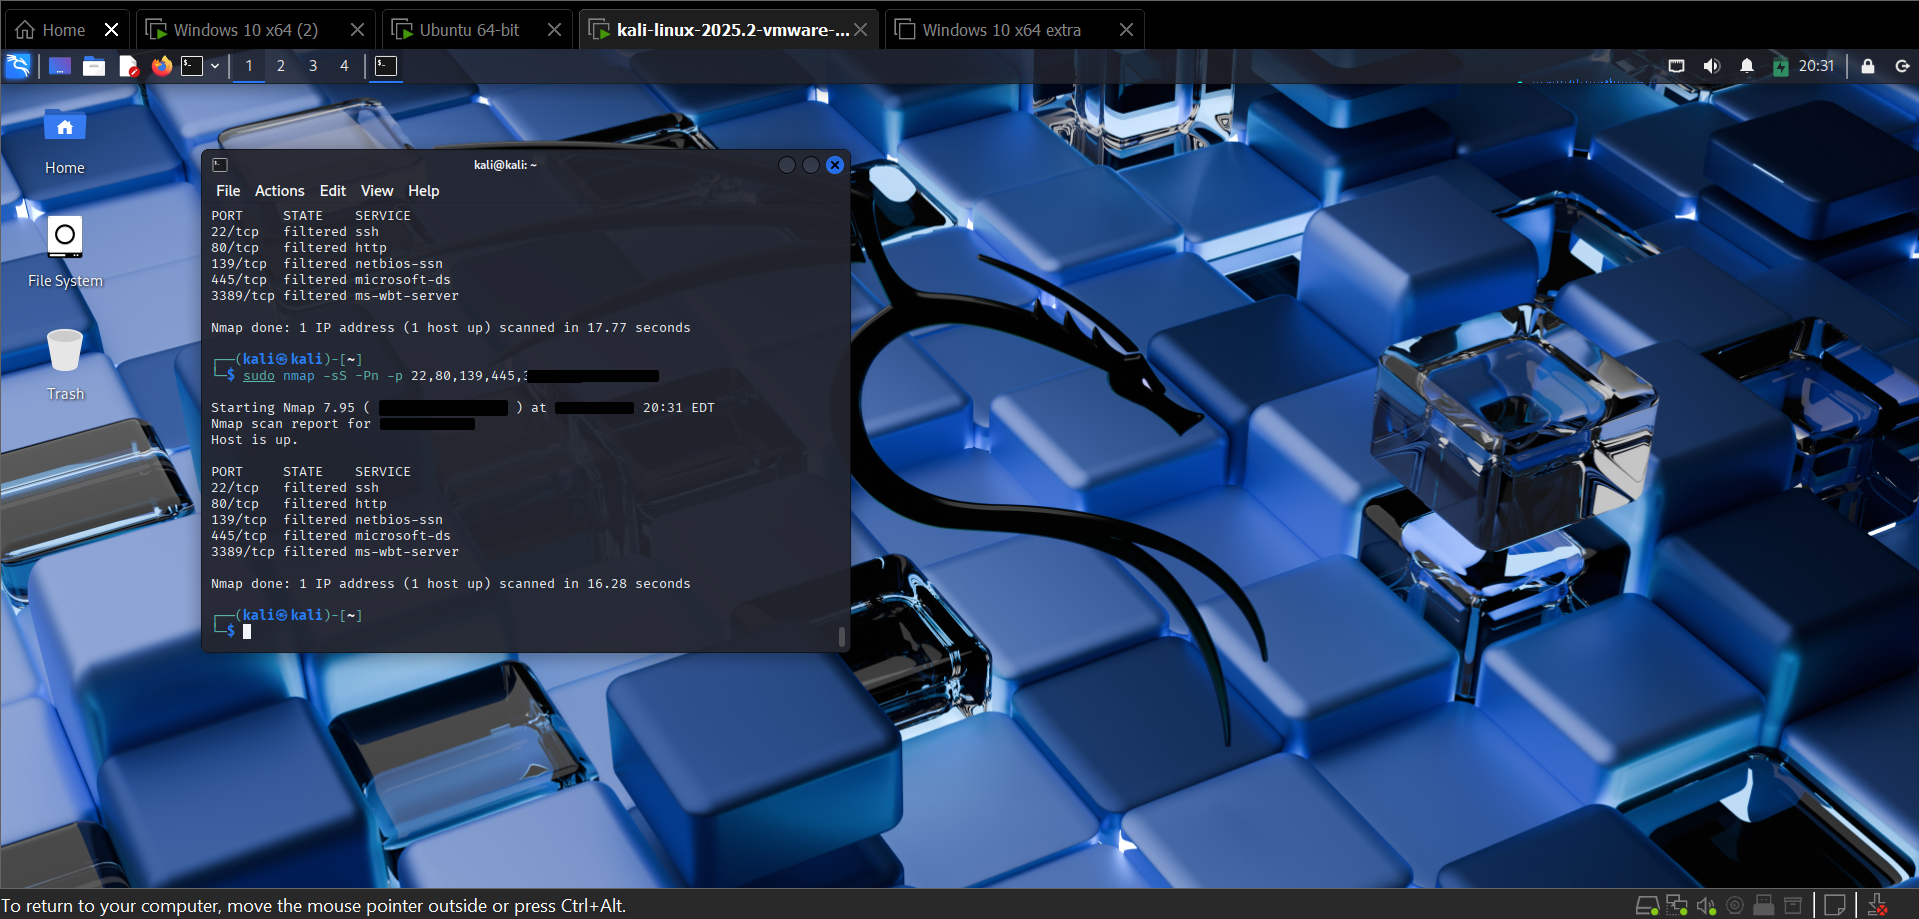 Home
Windows 10 x64 (2)
Ubuntu 64-bit
kali-linux-2025.2-vmware-...
Windows 10 x64 extra
1 2 3 4
20:31
Home
File System
Trash
kali@kali: ~
File Actions Edit View Help
PORT STATE SERVICE
22/tcp filtered ssh
80/tcp filtered http
139/tcp filtered netbios-ssn
445/tcp filtered microsoft-ds
3389/tcp filtered ms-wbt-server
Nmap done: 1 IP address (1 host up) scanned in 17.77 seconds
┌──(kali㉿kali)-[~]
└─$ sudo nmap -sS -Pn -p 22,80,139,445,
Starting Nmap 7.95 ( ) at 20:31 EDT
Nmap scan report for
Host is up.
PORT STATE SERVICE
22/tcp filtered ssh
80/tcp filtered http
139/tcp filtered netbios-ssn
445/tcp filtered microsoft-ds
3389/tcp filtered ms-wbt-server
Nmap done: 1 IP address (1 host up) scanned in 16.28 seconds
┌──(kali㉿kali)-[~]
└─$
To return to your computer, move the mouse pointer outside or press Ctrl+Alt.